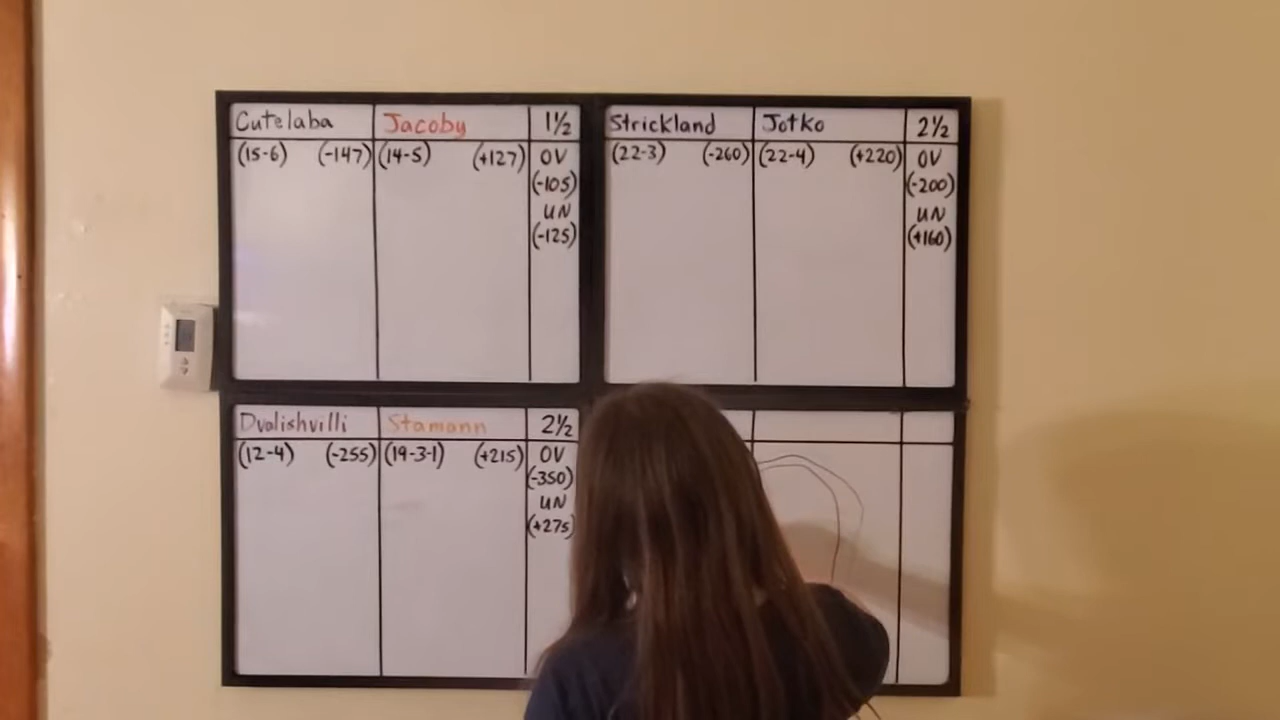 Cutelaba Jacoby 1½
(15-6) (-147) (14-5) (+127) OV
(-105)
UN
(-125)
Strickland Jotko 2½
(22-3) (-260) (22-4) (+220) OV
(-200)
UN
(+160)
Dvalishvilli Stamann 2½
(12-4) (-255) (19-3-1) (+215) OV
(-350)
UN
(+275)